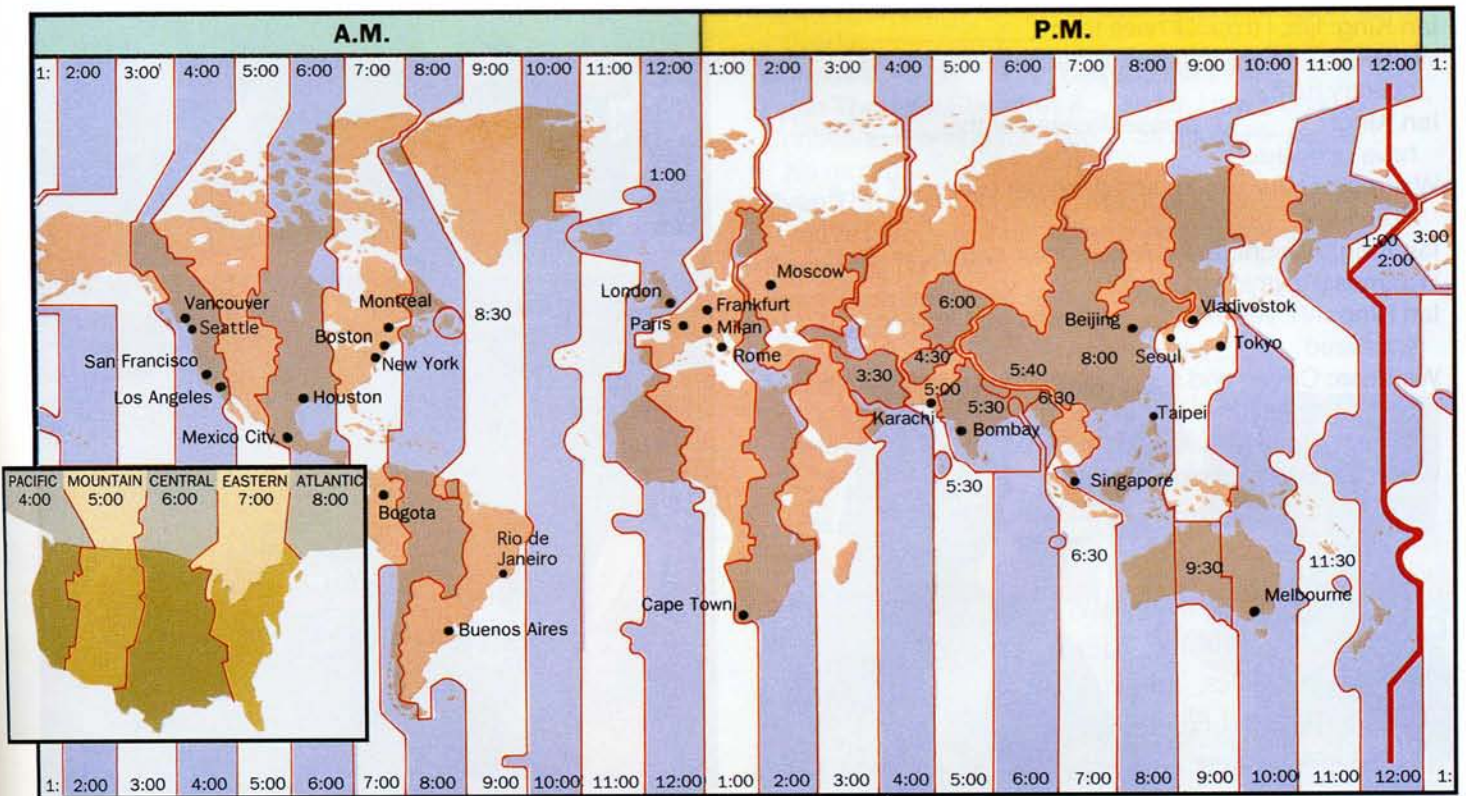 A.M. P.M.
1: 2:00 3:00 4:00 5:00 6:00 7:00 8:00 9:00 10:00 11:00 12:00 1:00 2:00 3:00 4:00 5:00 6:00 7:00 8:00 9:00 10:00 11:00 12:00 1:
1:00
1:00 3:00
2:00
Moscow
London
Vancouver Montreal Frankfurt 6:00 Vladivostok
8:30
Seattle Paris Milan Beijing
Boston
San Francisco New York Rome 4:30 8:00 Seoul Tokyo
3:30 5:40
Los Angeles Houston 5:00 6:30
5:30
Karachi Taipei
Mexico City Bombay
PACIFIC MOUNTAIN CENTRAL EASTERN ATLANTIC
4:00 5:00 6:00 7:00 8:00
Singapore
5:30
Bogota
Rio de
Janeiro
6:30 9:30 11:30
Cape Town Melbourne
Buenos Aires
1: 2:00 3:00 4:00 5:00 6:00 7:00 8:00 9:00 10:00 11:00 12:00 1:00 2:00 3:00 4:00 5:00 6:00 7:00 8:00 9:00 10:00 11:00 12:00 1: